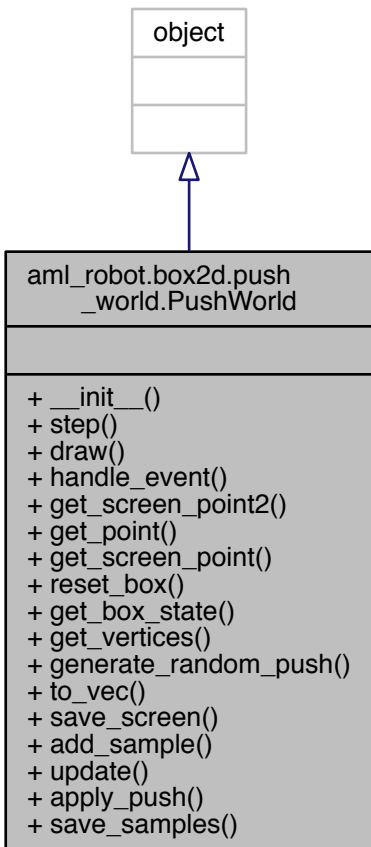 object
aml_robot.box2d.push
_world.PushWorld
+ __init__()
+ step()
+ draw()
+ handle_event()
+ get_screen_point2()
+ get_point()
+ get_screen_point()
+ reset_box()
+ get_box_state()
+ get_vertices()
+ generate_random_push()
+ to_vec()
+ save_screen()
+ add_sample()
+ update()
+ apply_push()
+ save_samples()